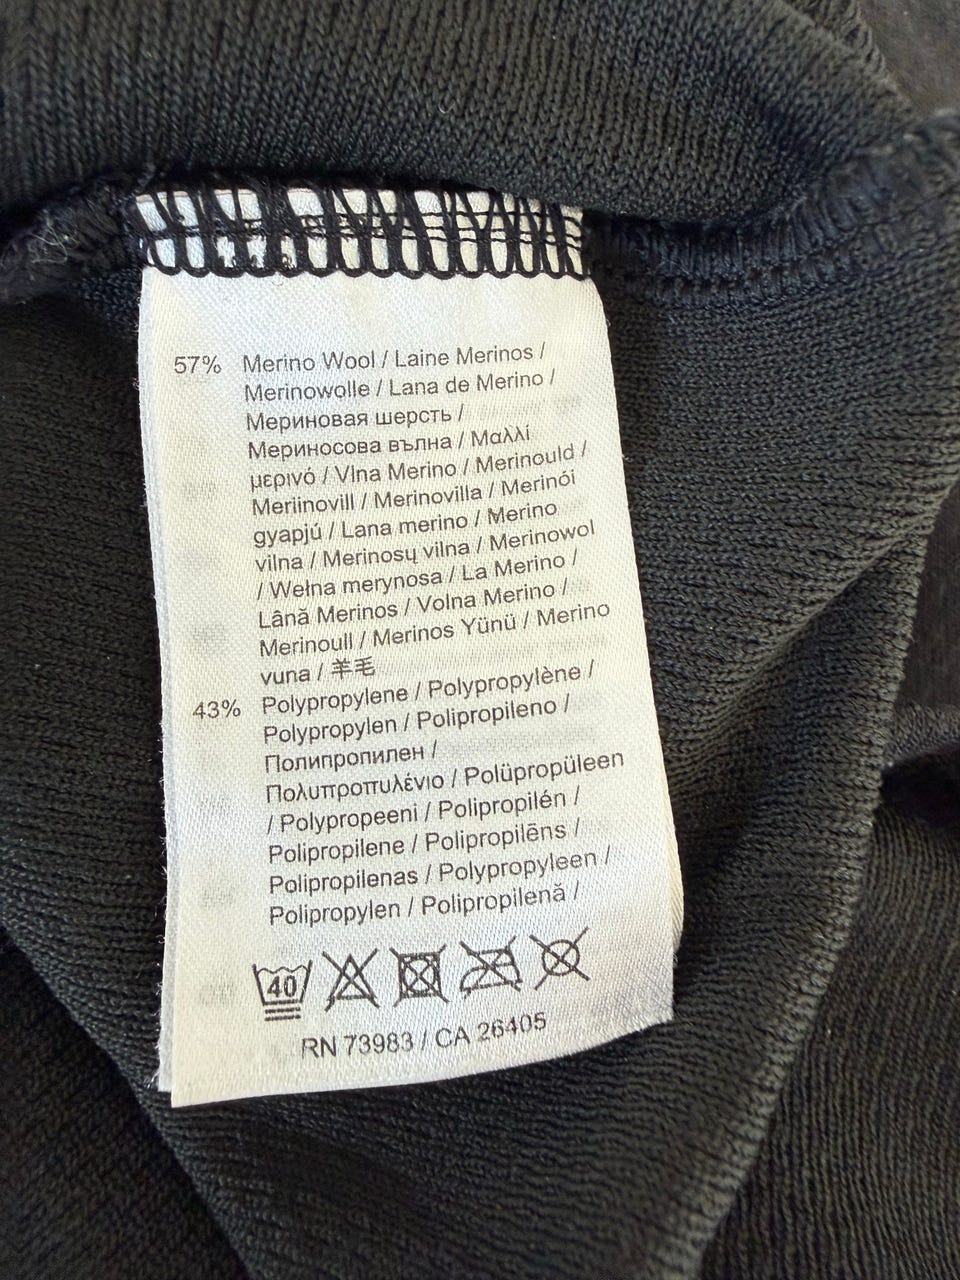 57% Merino Wool / Laine Merinos /
Merinowolle / Lana de Merino /
Мериновая шерсть /
Мериносова вълна / Μαλλί
μερινό / Vlna Merino / Merinould /
Meriinovill / Merinovilla / Merinói
gyapjú / Lana merino / Merino
vilna / Merinosų vilna / Merinowol
/ Wełna merynosa / La Merino /
Lână Merinos / Volna Merino /
Merinoull / Merinos Yünü / Merino
vuna / 羊毛
43% Polypropylene / Polypropylène /
Polypropylen / Polipropileno /
Полипропилен /
Πολυπροπυλένιο / Polüpropüleen
/ Polypropeeni / Polipropilén /
Polipropilene / Polipropilēns /
Polipropilenas / Polypropyleen /
Polipropylen / Polipropilenă /
40
RN 73983 / CA 26405